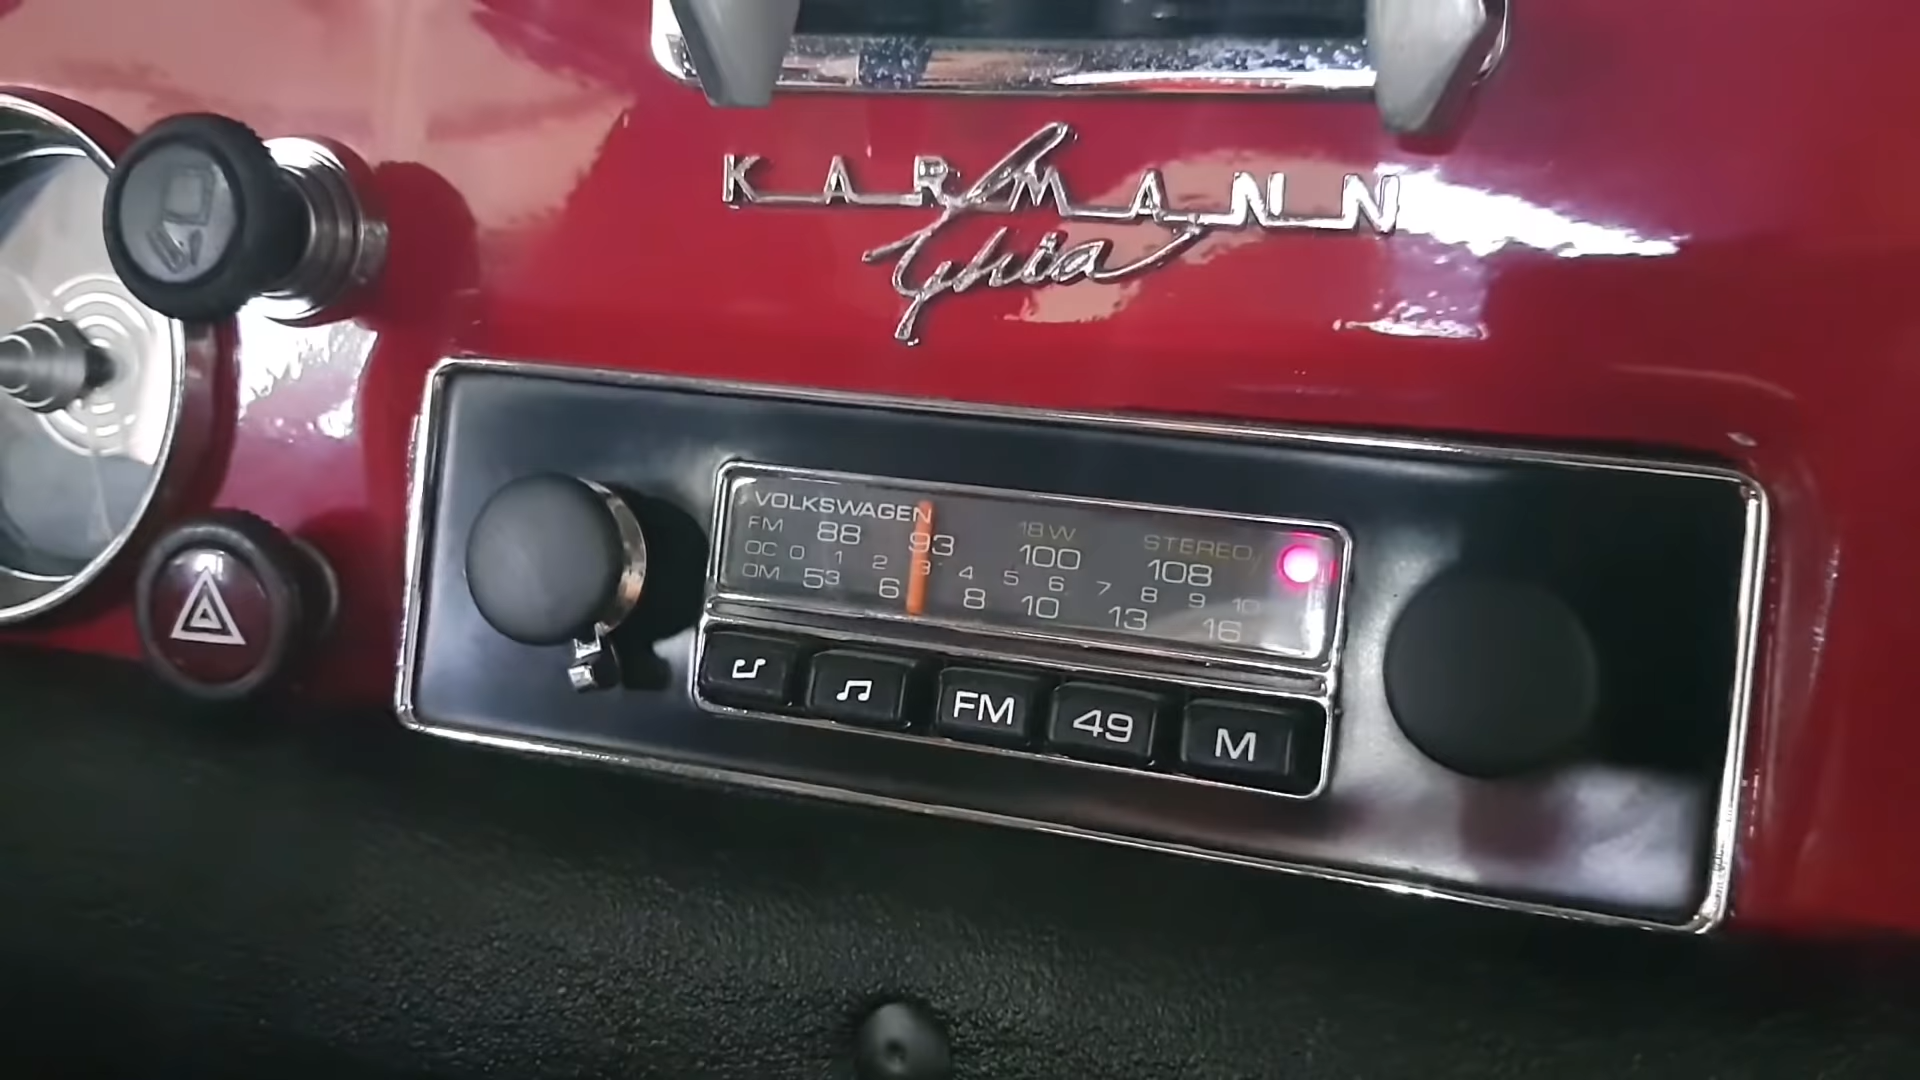 KARMANN
Ghia
VOLKSWAGEN
FM 88 93 18W 100 STEREO 108
OC 0 1 2 3 4 5 6 7 8 9 10
OM 53 6 8 10 13 16
FM 49 M